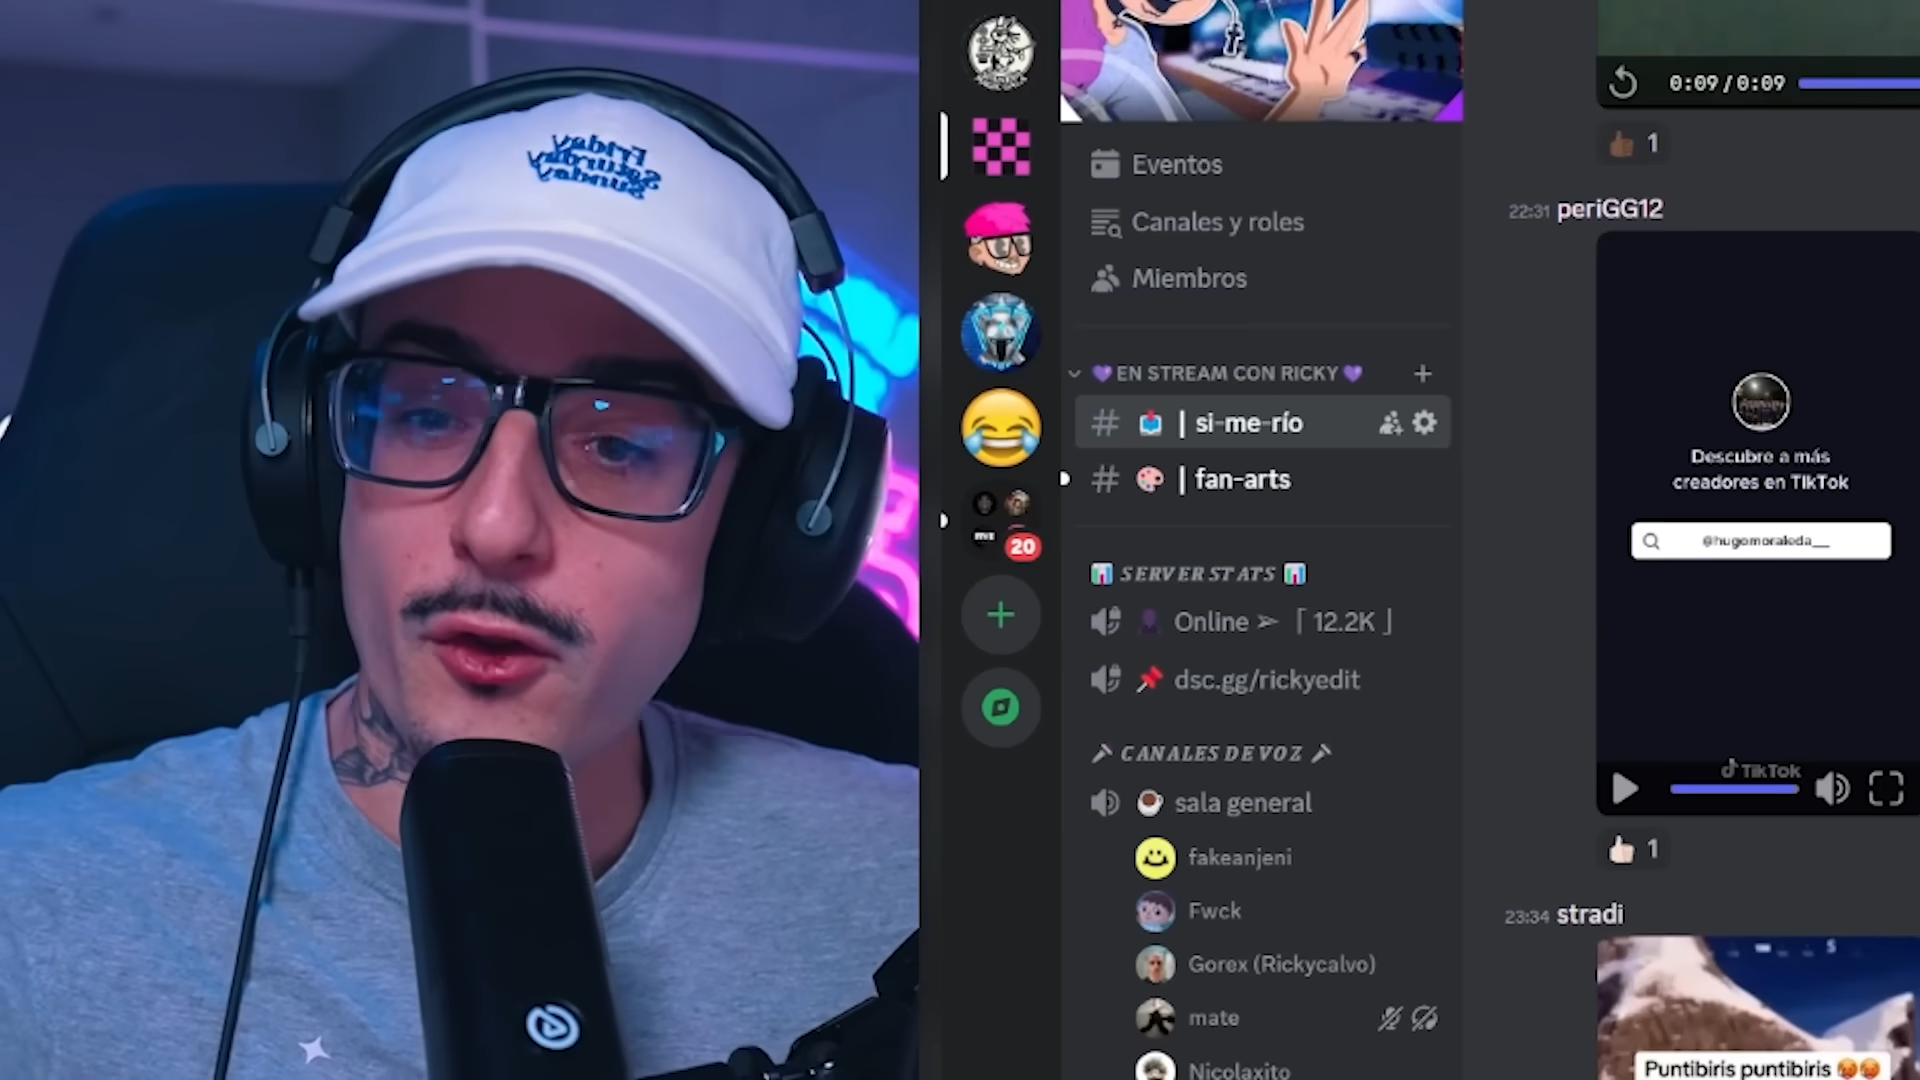 Friday
Saturday
Sunday
Eventos
Canales y roles
Miembros
💜 EN STREAM CON RICKY 💜
# 📩 | si-me-río
# 🎨 | fan-arts
20
📊 SERVER STATS 📊
👤 Online ➢ ⌈ 12.2K ⌋
📌 dsc.gg/rickyedit
🎤 CANALES DE VOZ 🎤
☕ sala general
fakeanjeni
Fwck
Gorex (Rickycalvo)
mate
Nicolaxito
0:09/0:09
👍🏾 1
22:31 periGG12
Descubre a más
creadores en TikTok
@hugomoraleda__
TikTok
👍🏻 1
23:34 stradi
Puntibiris puntibiris 🥵🥵